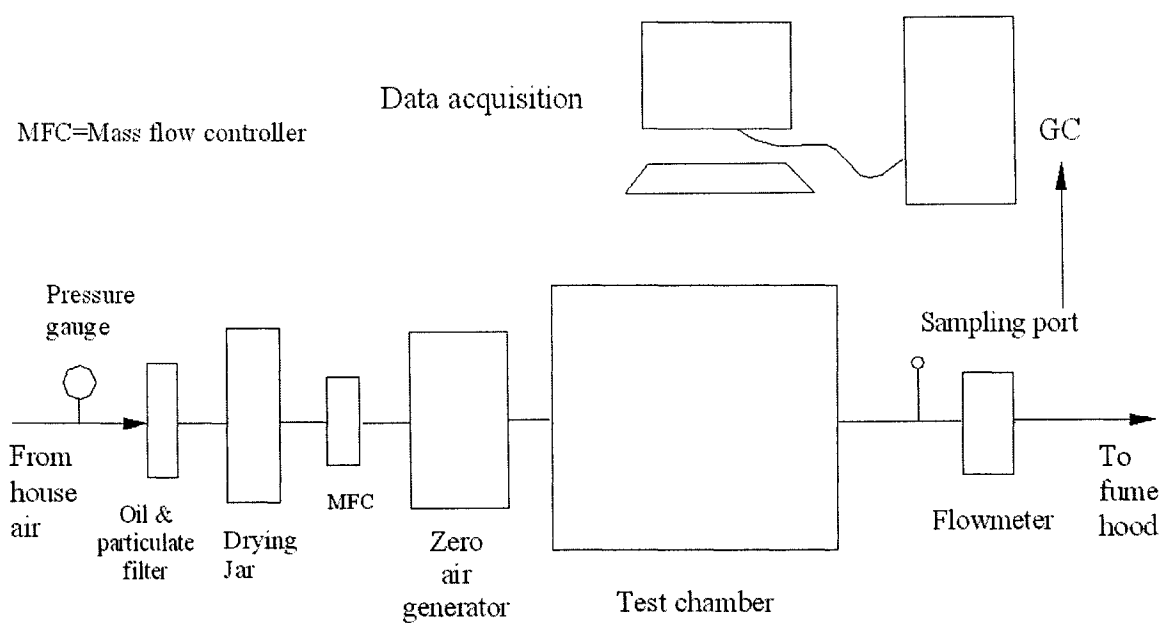 Data acquisition
MFC=Mass flow controller
GC
Pressure
gauge
Sampling port
From
house
air
Oil &
particulate
filter
Drying
Jar
MFC
Zero
air
generator
Test chamber
Flowmeter
To
fume
hood